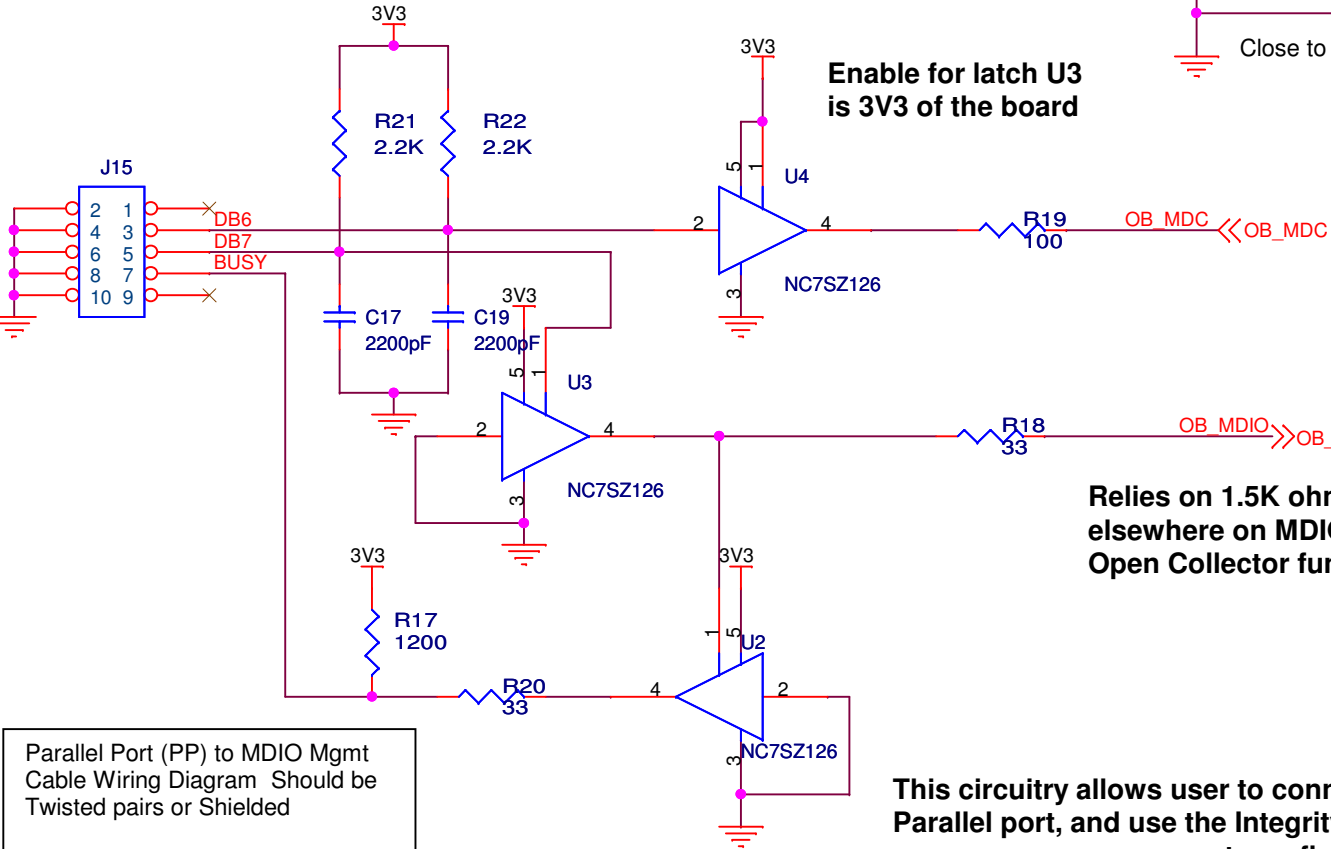 3V3
3V3
Close to
Enable for latch U3
is 3V3 of the board
R21
2.2K
R22
2.2K
J15
5
1
U4
2 1
4 3
6 5
8 7
10 9
DB6
DB7
BUSY
2
4
R19
100
OB_MDC
OB_MDC
3
NC7SZ126
3V3
C17
2200pF
C19
2200pF
5
1
U3
2
4
R18
33
OB_MDIO
OB_
3
NC7SZ126
Relies on 1.5K ohm
elsewhere on MDIO
Open Collector fun
3V3
3V3
R17
1200
1
5
U2
R20
33
4
2
3
NC7SZ126
Parallel Port (PP) to MDIO Mgmt
Cable Wiring Diagram Should be
Twisted pairs or Shielded
This circuitry allows user to conn
Parallel port, and use the Integrit